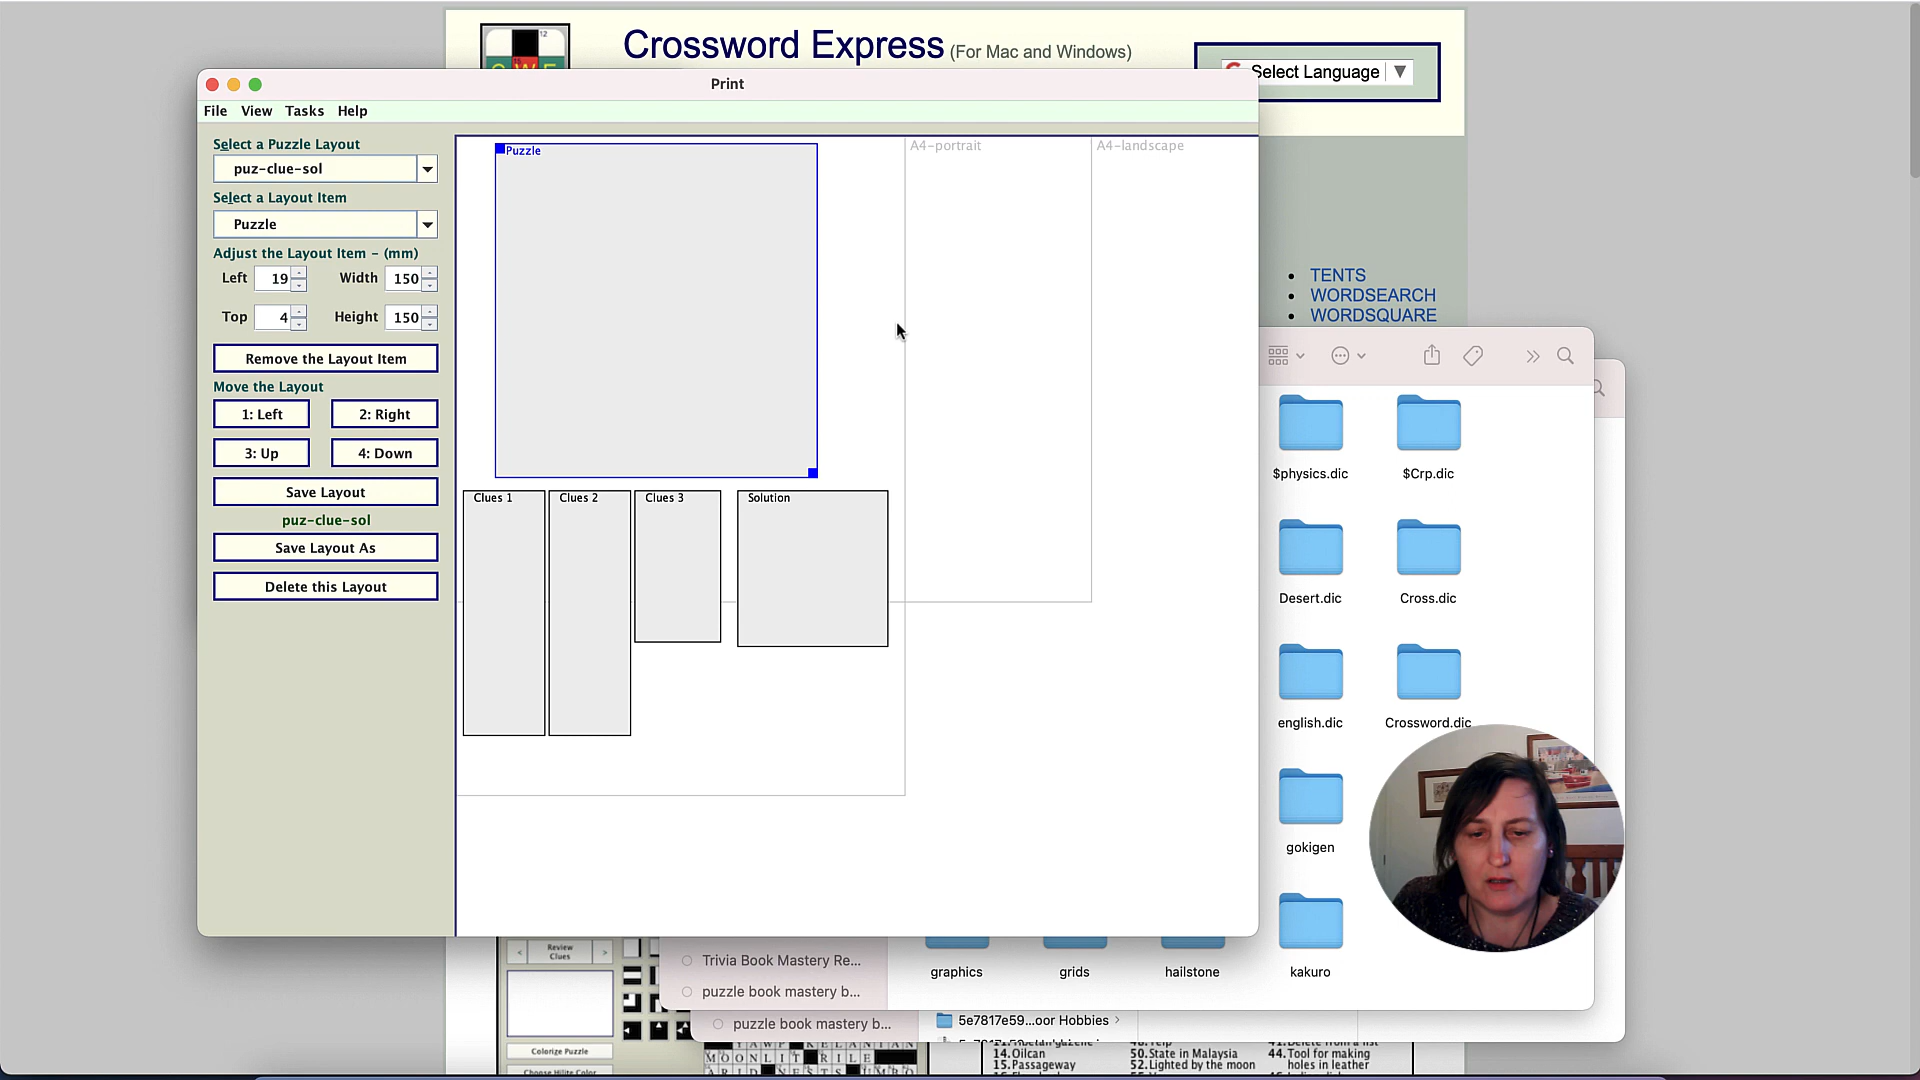 Crossword Express (For Mac and Windows)
Select Language
12
Print
File View Tasks Help
Select a Puzzle Layout
puz-clue-sol
Select a Layout Item
Puzzle
Adjust the Layout Item - (mm)
Left 19 Width 150
Top 4 Height 150
Remove the Layout Item
Move the Layout
1: Left 2: Right
3: Up 4: Down
Save Layout
puz-clue-sol
Save Layout As
Delete this Layout
Puzzle
A4-portrait
A4-landscape
Clues 1
Clues 2
Clues 3
Solution
TENTS
WORDSEARCH
WORDSQUARE
$physics.dic
$Crp.dic
Desert.dic
Cross.dic
english.dic
Crossword.dic
gokigen
graphics
grids
hailstone
kakuro
Trivia Book Mastery Re...
puzzle book mastery b...
puzzle book mastery b...
5e7817e59...oor Hobbies
Review
Clues
Colorize Puzzle
MOONLIT RILE
14.Oilcan
15.Passageway
50.State in Malaysia
52.Lighted by the moon
44.Tool for making
holes in leather